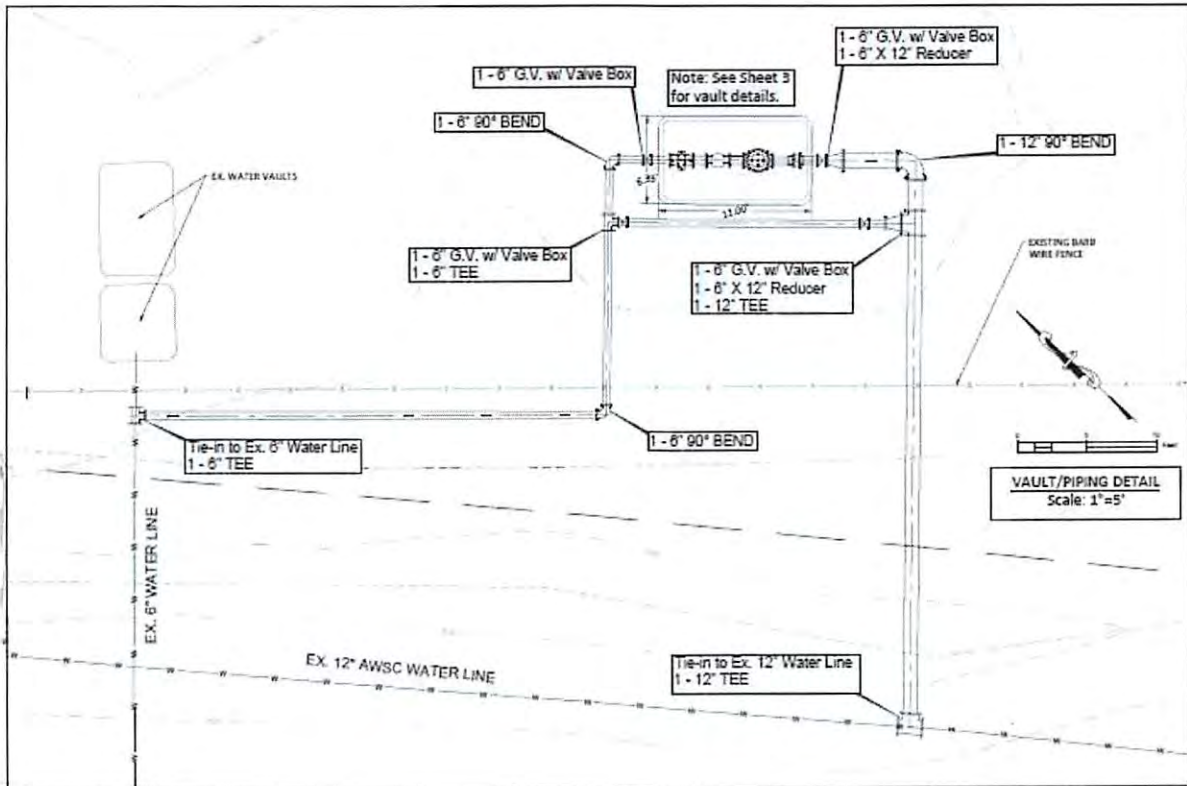 1 - 6" G.V. w/ Valve Box
1 - 6" X 12" Reducer
1 - 6" G.V. w/ Valve Box
Note: See Sheet 3
for vault details.
1 - 6" 90° BEND
1 - 12" 90° BEND
EX. WATER VAULTS
6.35'
11.00'
1 - 6" G.V. w/ Valve Box
1 - 6" TEE
1 - 6" G.V. w/ Valve Box
1 - 6" X 12" Reducer
1 - 12" TEE
EXISTING BARB
WIRE FENCE
1 - 6" 90° BEND
Tie-in to Ex. 6" Water Line
1 - 6" TEE
VAULT/PIPING DETAIL
Scale: 1"=5'
EX. 6" WATER LINE
EX. 12" AWSC WATER LINE
Tie-in to Ex. 12" Water Line
1 - 12" TEE